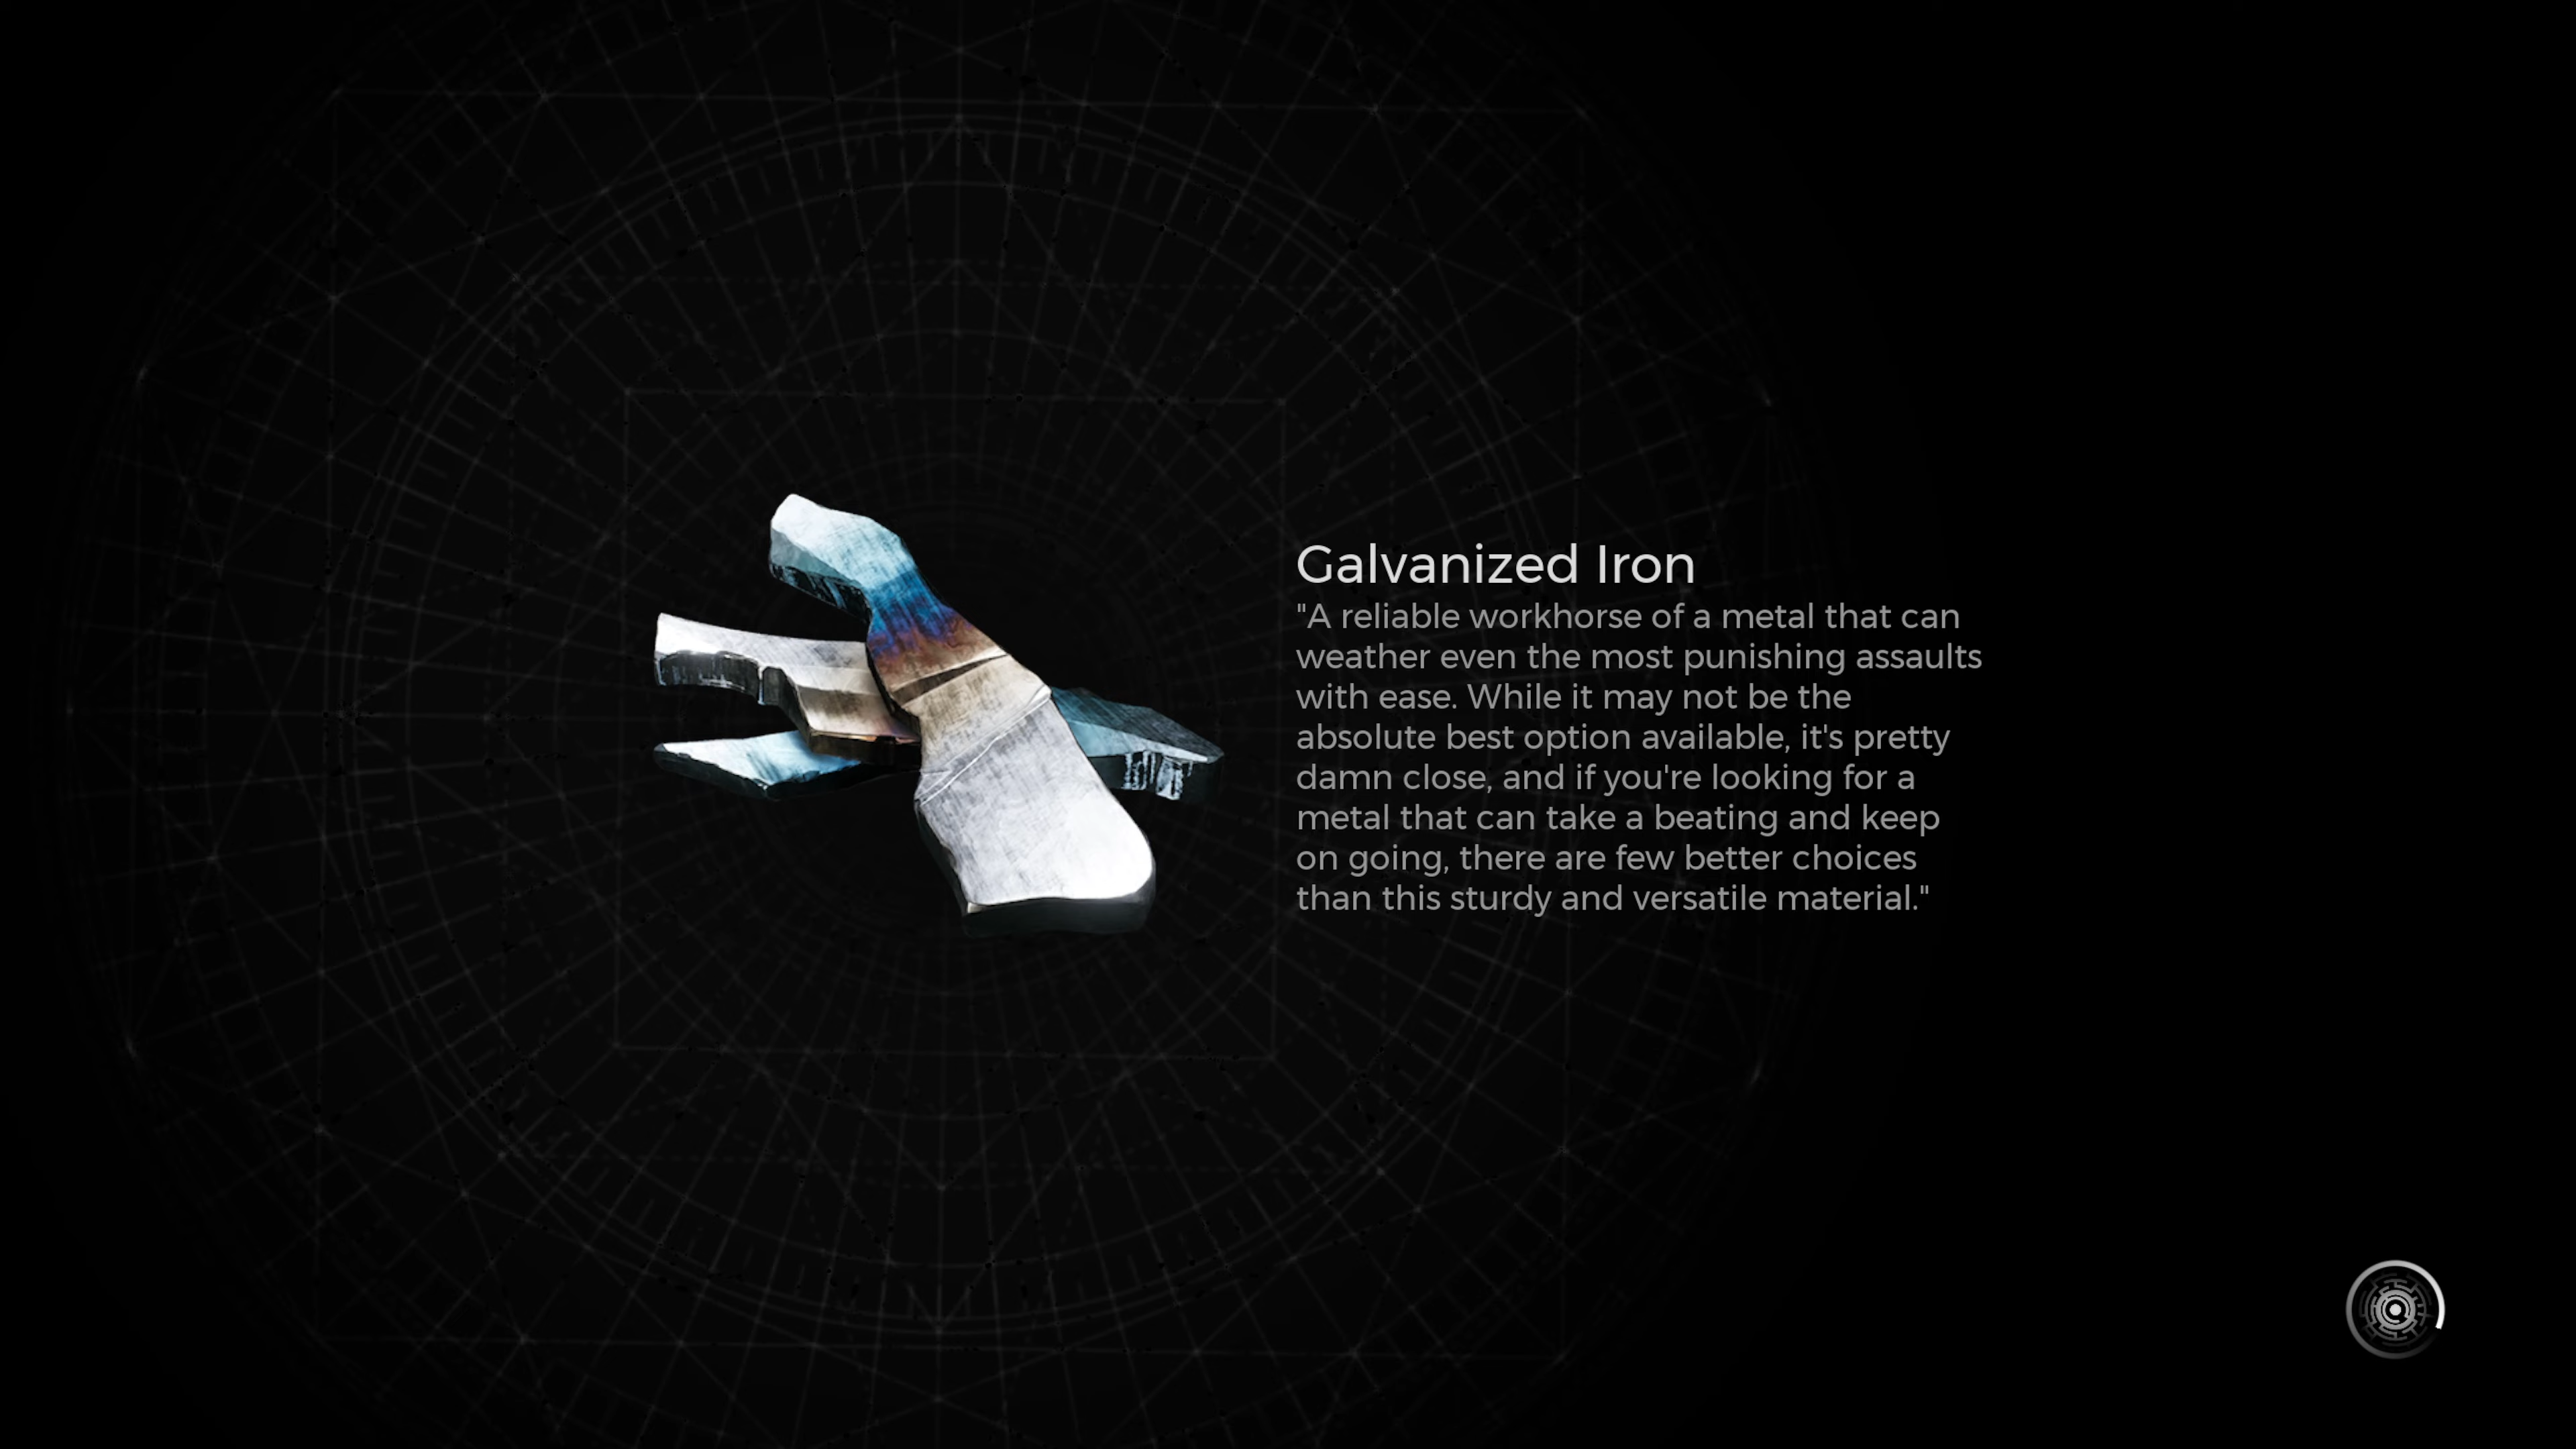 Galvanized Iron
"A reliable workhorse of a metal that can
weather even the most punishing assaults
with ease. While it may not be the
absolute best option available, it's pretty
damn close, and if you're looking for a
metal that can take a beating and keep
on going, there are few better choices
than this sturdy and versatile material."